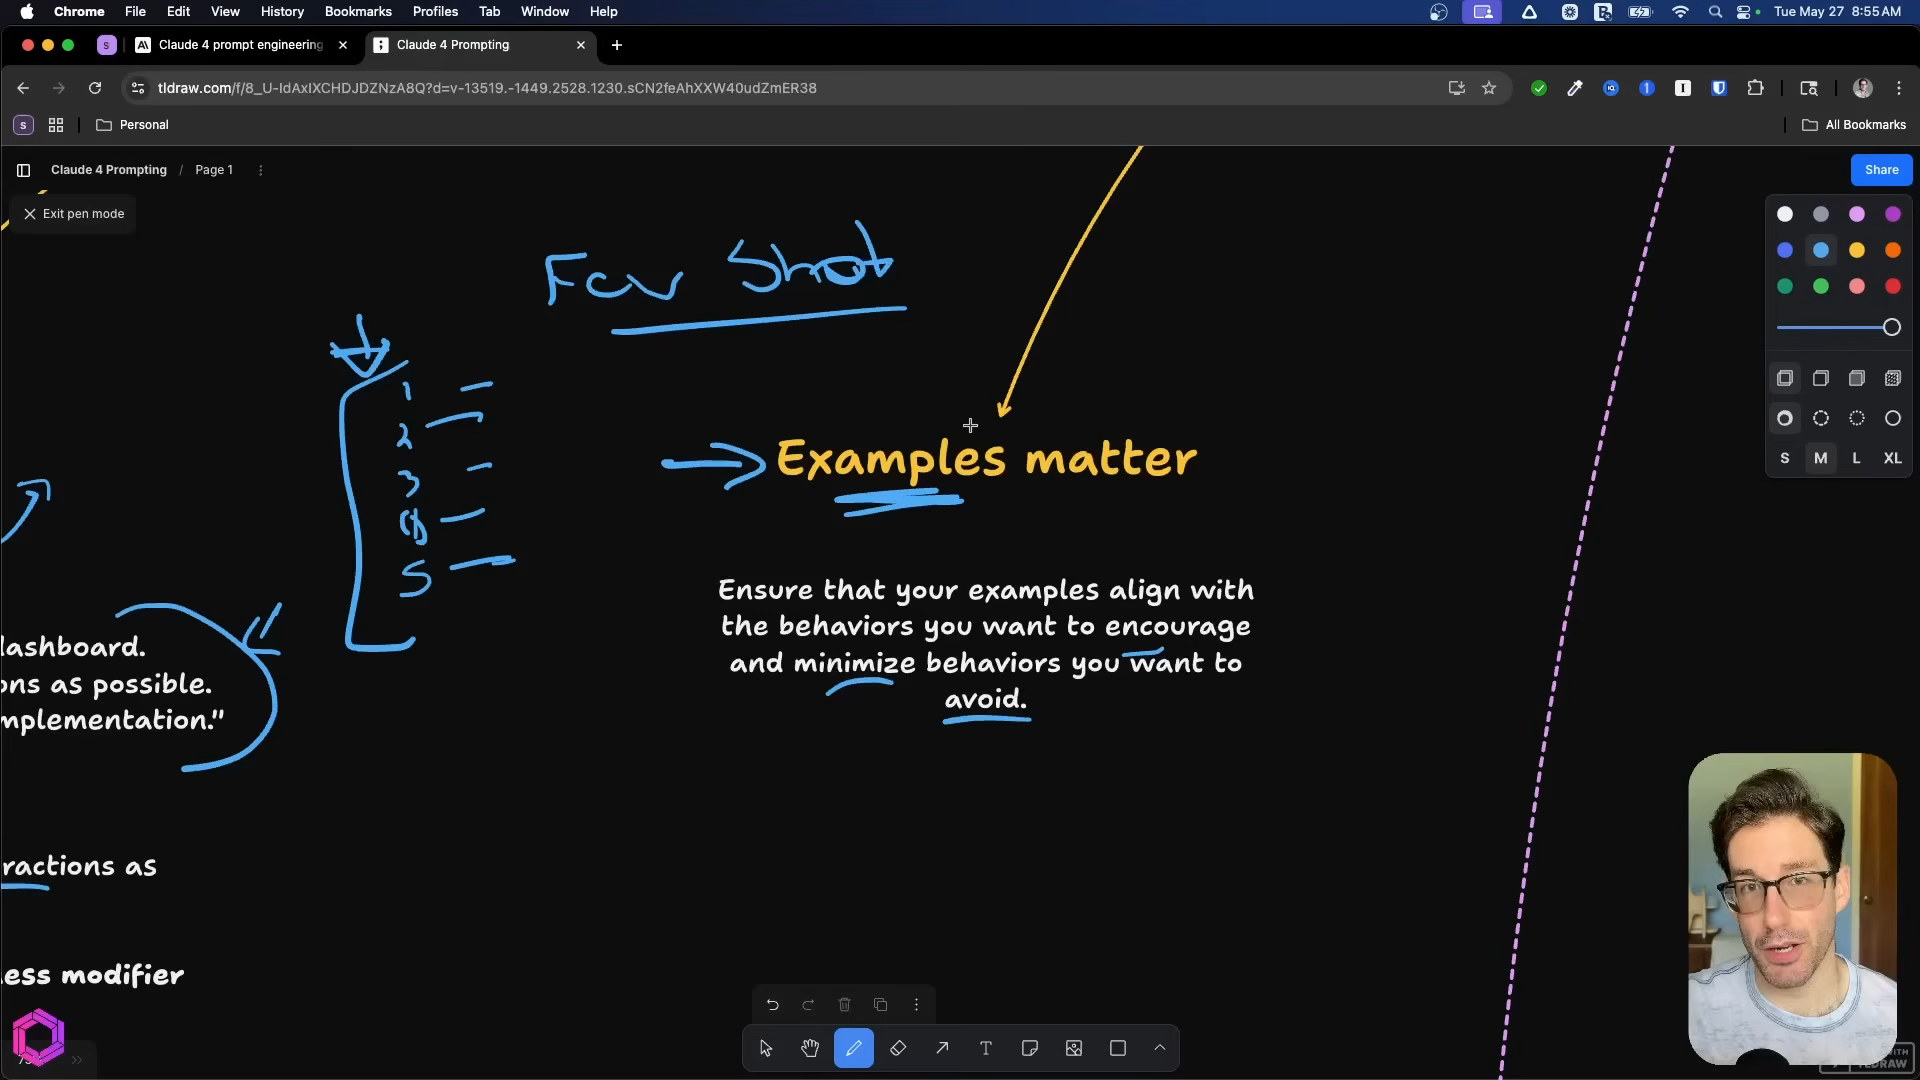 Chrome File Edit View History Bookmarks Profiles Tab Window Help
Tue May 27 8:55 AM
S
Claude 4 prompt engineering
Claude 4 Prompting
tldraw.com/f/8_U-IdAxIXCHDJDZNzA8Q?d=v-13519.-1449.2528.1230.sCN2feAhXXW40udZmER38
S
Personal
All Bookmarks
Claude 4 Prompting / Page 1
Share
Exit pen mode
Few Shot
1
2
3
4
5
Examples matter
Ensure that your examples align with
the behaviors you want to encourage
and minimize behaviors you want to
avoid.
dashboard.
ons as possible.
mplementation."
ractions as
ess modifier
S M L XL
T